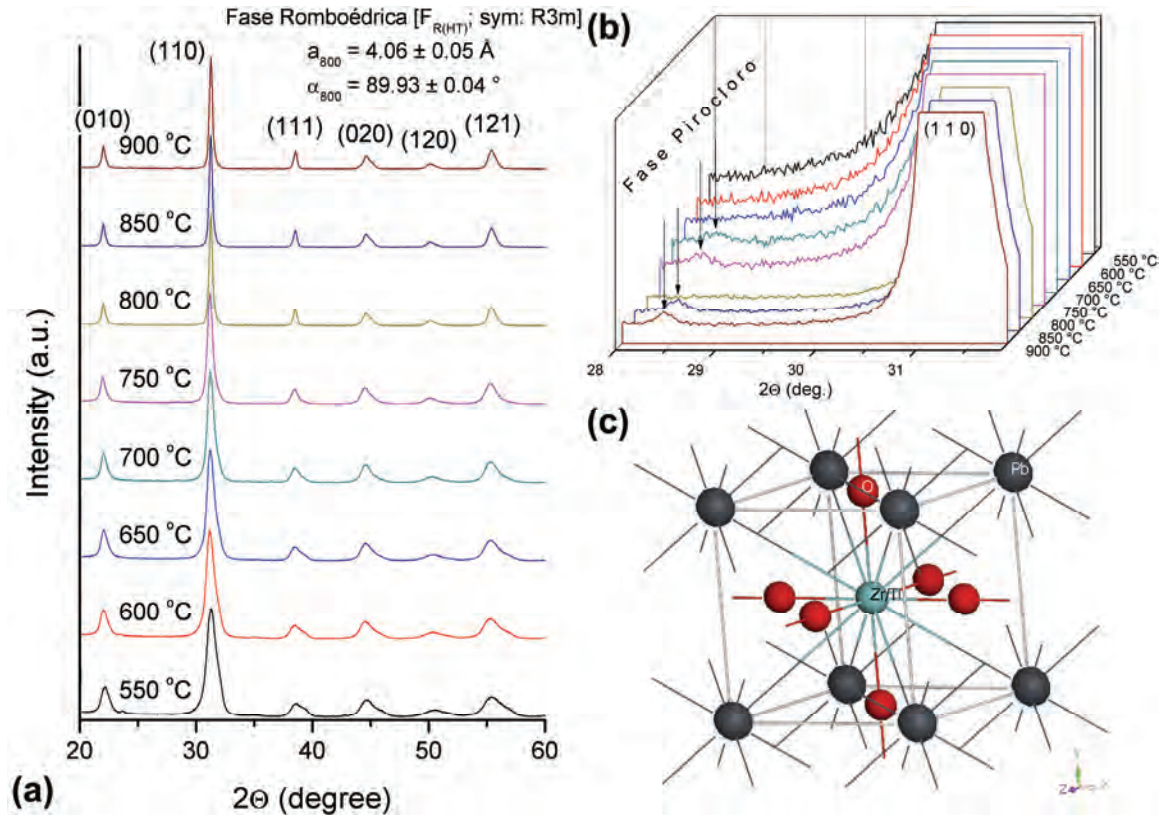 Fase Romboédrica [F R(HT); sym: R3m]
a800 = 4.06 ± 0.05 Å
α800 = 89.93 ± 0.04 °
(110)
(010)
(111)
(020)
(120)
(121)
900 °C
850 °C
800 °C
750 °C
700 °C
650 °C
600 °C
550 °C
Intensity (a.u.)
20 30 40 50 60
2Θ (degree)
(a)
(b)
Fase Pirocloro
(1 1 0)
550 °C
600 °C
650 °C
700 °C
750 °C
800 °C
850 °C
900 °C
28 29 30 31
2Θ (deg.)
(c)
Pb
O
Zr/Ti
Y
Z X